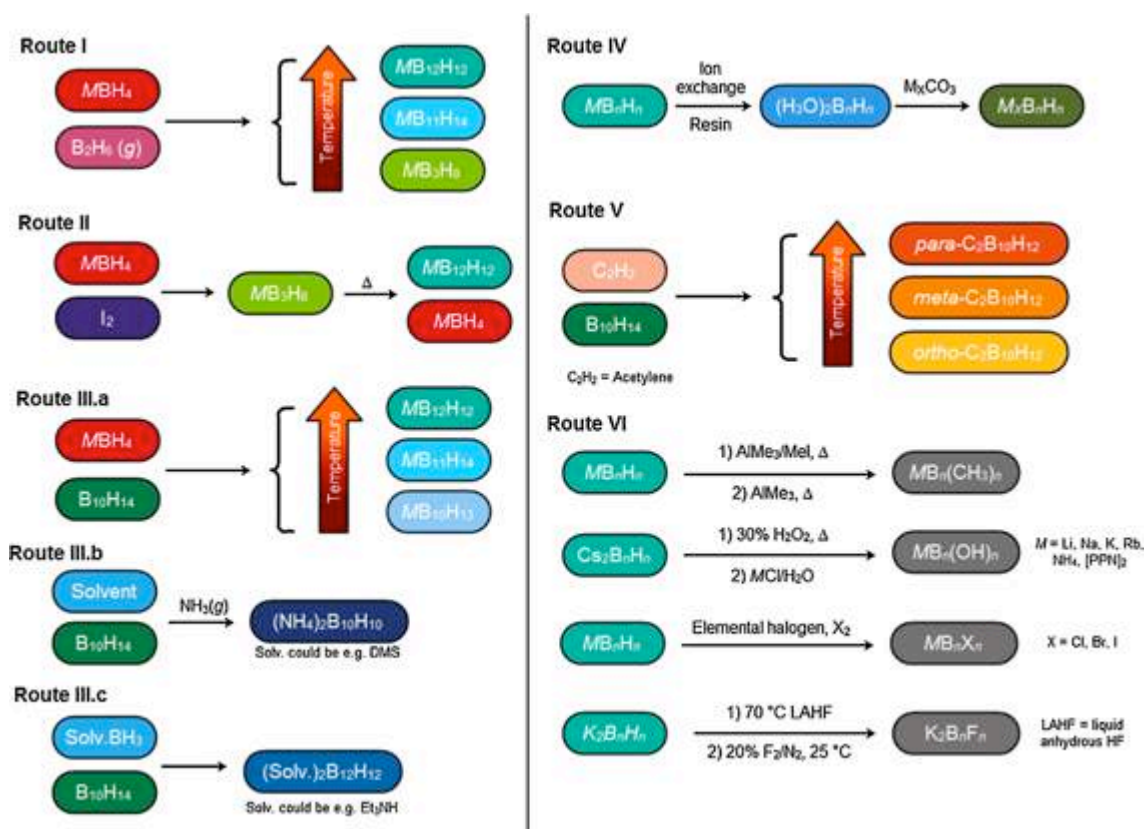 Route I
MBH₄
B₂H₆ (g)
Temperature
MB₁₂H₁₂
MB₁₁H₁₄
MB₃H₈
Route II
MBH₄
I₂
MB₃H₈
Δ
MB₁₂H₁₂
MBH₄
Route III.a
MBH₄
B₁₀H₁₄
Temperature
MB₁₂H₁₂
MB₁₁H₁₄
MB₁₀H₁₃
Route III.b
Solvent
B₁₀H₁₄
NH₃(g)
(NH₄)₂B₁₀H₁₀
Solv. could be e.g. DMS
Route III.c
Solv.BH₃
B₁₀H₁₄
(Solv.)₂B₁₂H₁₂
Solv. could be e.g. Et₃NH
Route IV
MBₙHₙ
Ion
exchange
Resin
(H₃O)₂BₙHₙ
MₓCO₃
MₓBₙHₙ
Route V
C₂H₂
B₁₀H₁₄
C₂H₂ = Acetylene
Temperature
para-C₂B₁₀H₁₂
meta-C₂B₁₀H₁₂
ortho-C₂B₁₀H₁₂
Route VI
MBₙHₙ
1) AlMe₃/MeI, Δ
2) AlMe₃, Δ
MBₙ(CH₃)ₙ
Cs₂BₙHₙ
1) 30% H₂O₂, Δ
2) MCl/H₂O
MBₙ(OH)ₙ
M = Li, Na, K, Rb,
NH₄, [PPN]₂
MBₙHₙ
Elemental halogen, X₂
MBₙXₙ
X = Cl, Br, I
K₂BₙHₙ
1) 70 °C LAHF
2) 20% F₂/N₂, 25 °C
K₂BₙFₙ
LAHF = liquid
anhydrous HF